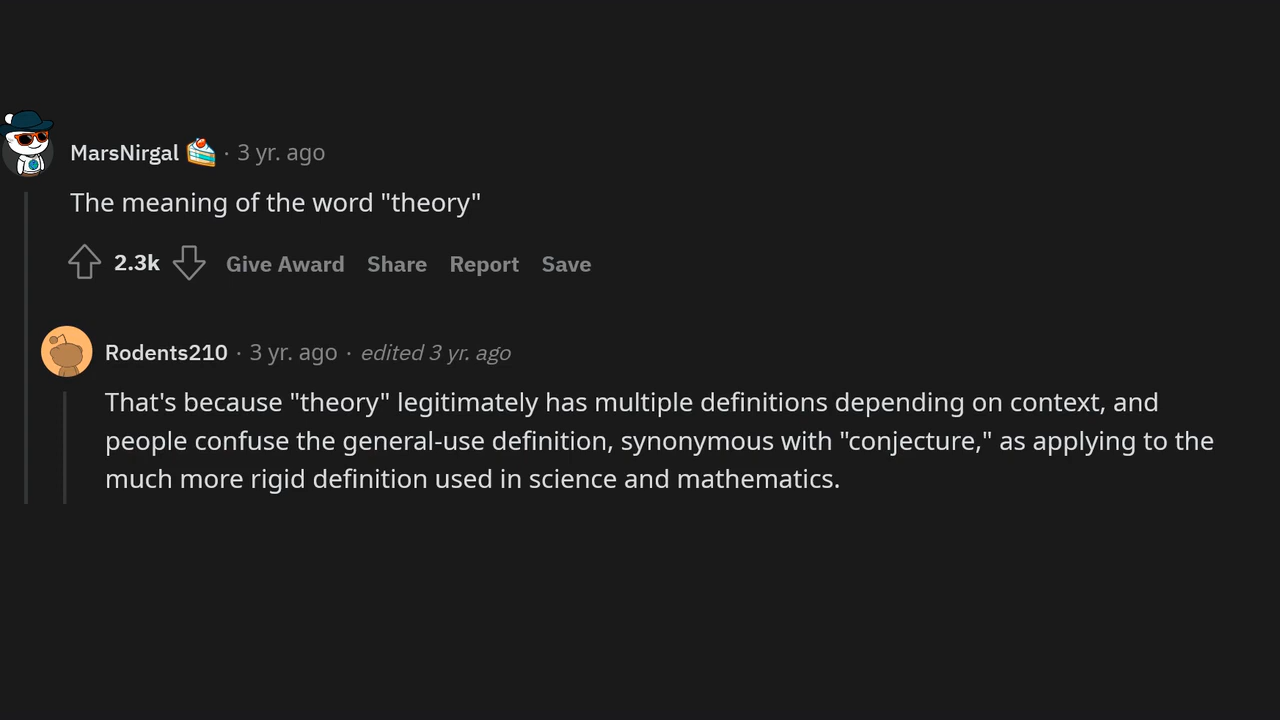 MarsNirgal · 3 yr. ago
The meaning of the word "theory"
2.3k Give Award Share Report Save
Rodents210 · 3 yr. ago · edited 3 yr. ago
That's because "theory" legitimately has multiple definitions depending on context, and
people confuse the general-use definition, synonymous with "conjecture," as applying to the
much more rigid definition used in science and mathematics.